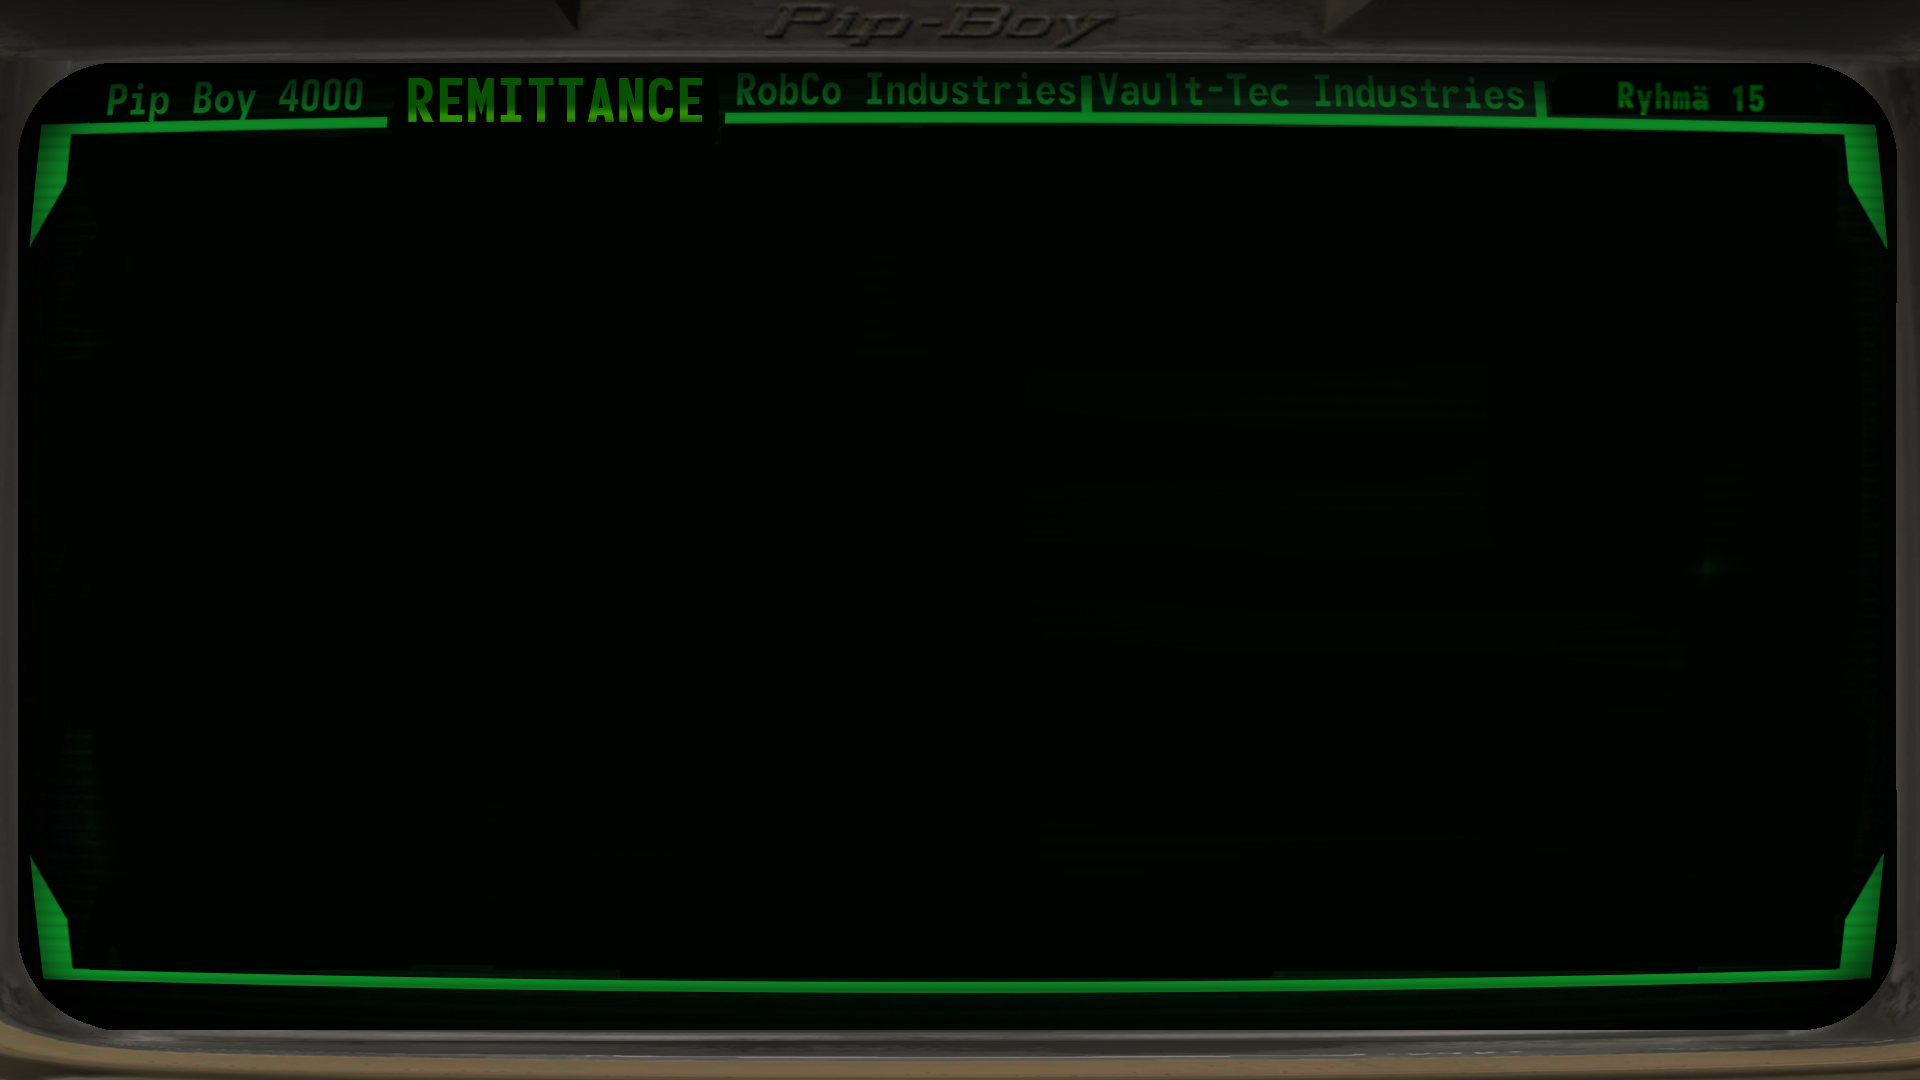 Pip-Boy
Pip Boy 4000 REMITTANCE RobCo Industries Vault-Tec Industries Ryhmä 15